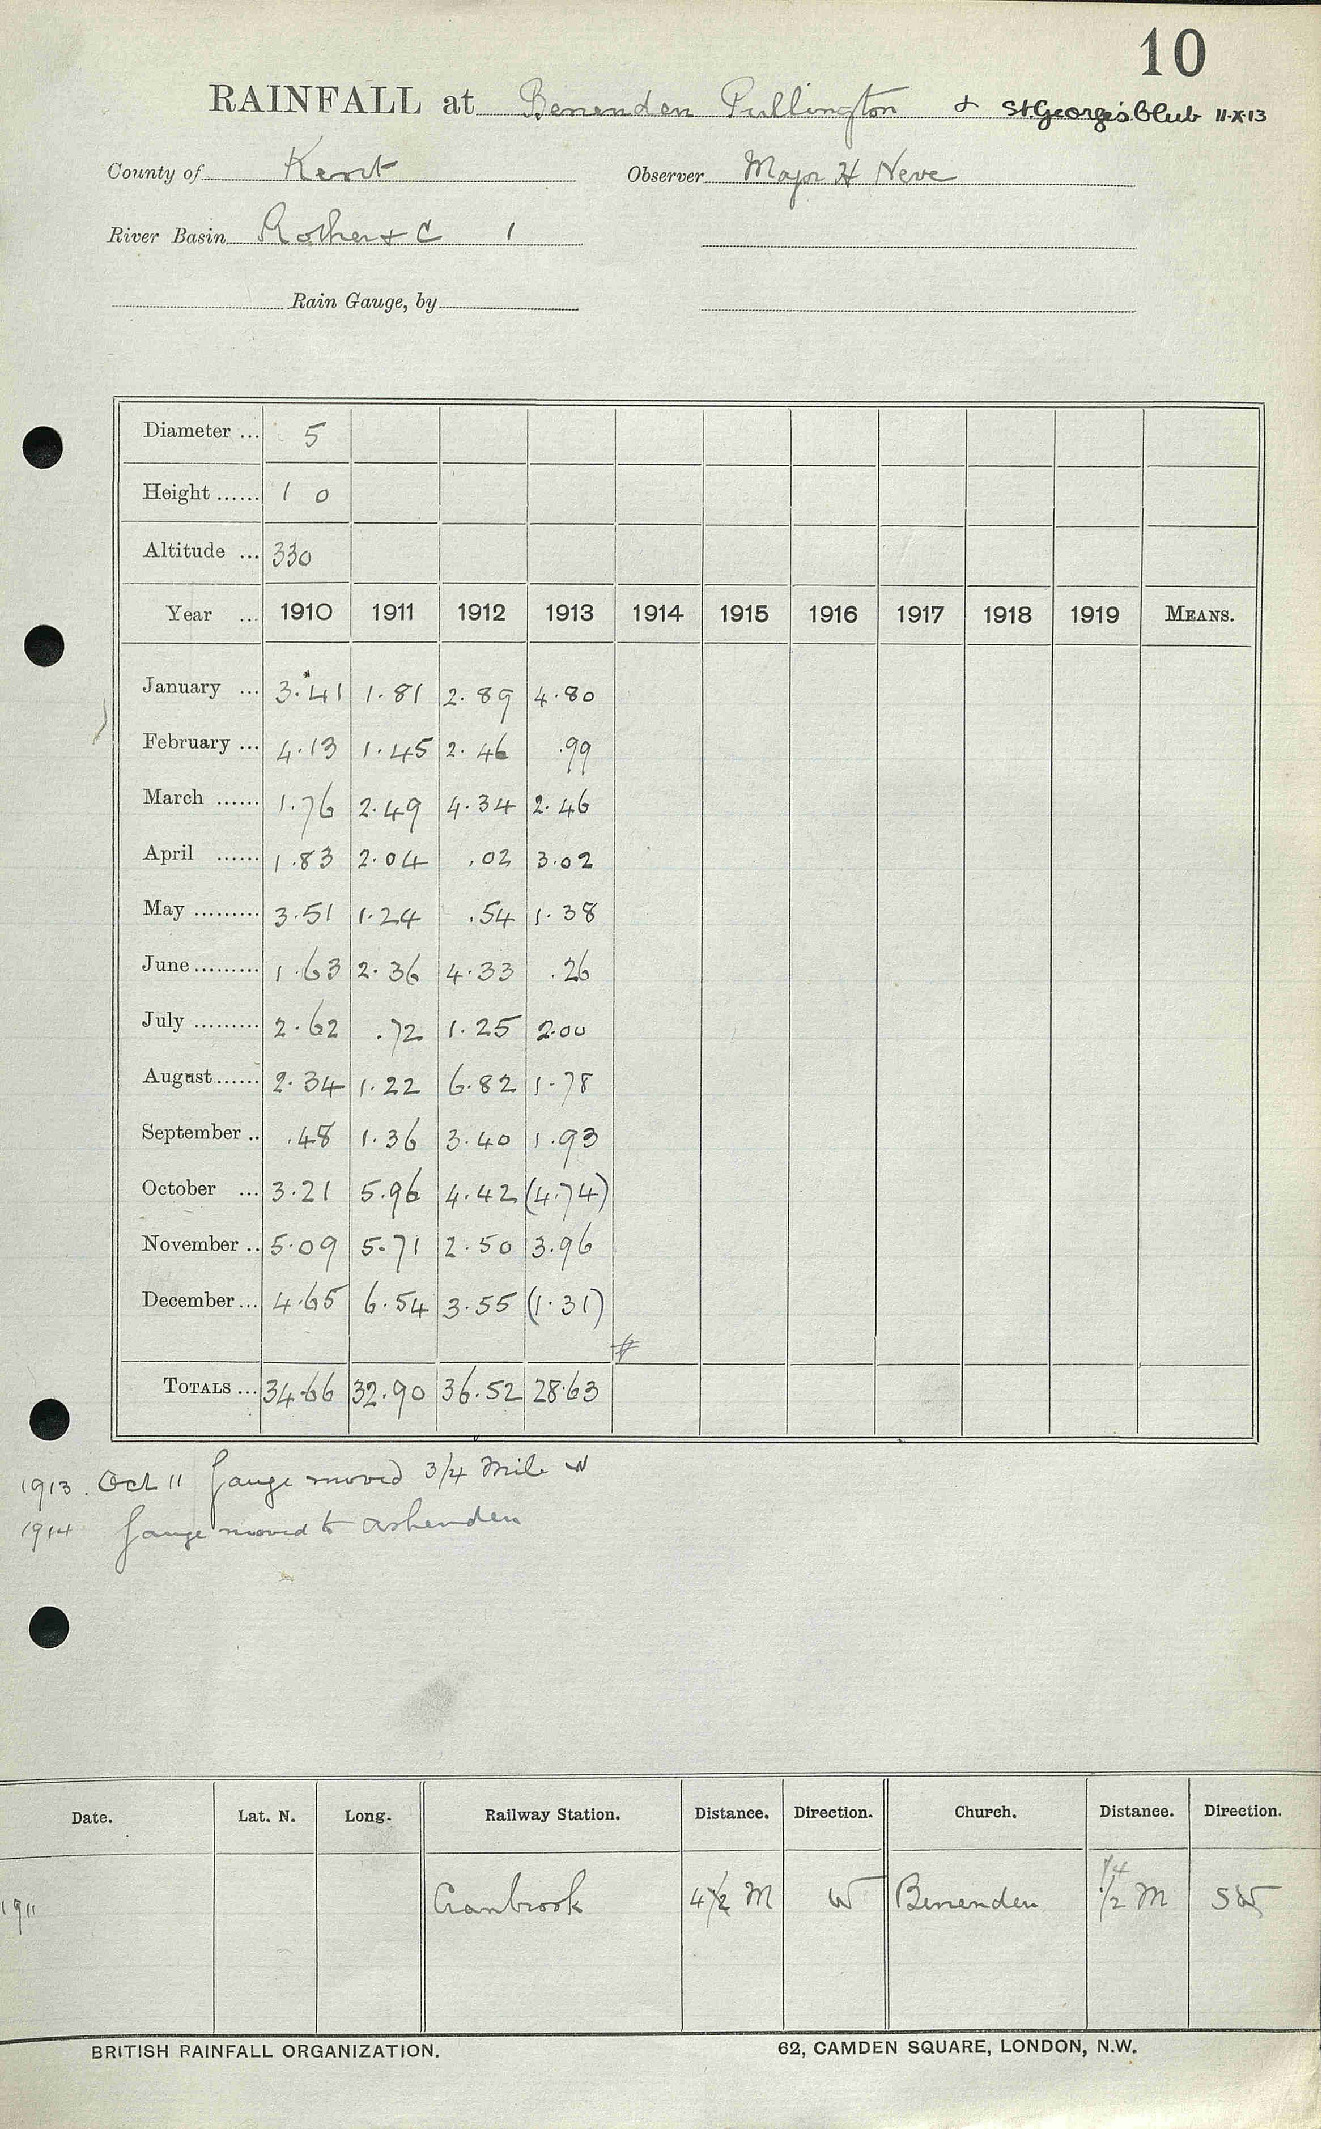 10
RAINFALL at Benenden Pullington & St George's Club 11·X·13
County of Kent Observer Major H Neve
River Basin Rother &C 1
Rain Gauge, by
Diameter ... 5
Height ...... 1 0
Altitude ... 330
Year ... 1910 1911 1912 1913 1914 1915 1916 1917 1918 1919 MEANS.
January ... 3.41 1.81 2.89 4.80
February ... 4.13 1.45 2.46 .99
March ...... 1.76 2.49 4.34 2.46
April ...... 1.83 2.04 .02 3.02
May ......... 3.51 1.24 .54 1.38
June ......... 1.63 2.36 4.33 .26
July ......... 2.62 .72 1.25 2.00
August ...... 2.34 1.22 6.82 1.78
September .. .48 1.36 3.40 1.93
October ... 3.21 5.96 4.42 (4.74)
November .. 5.09 5.71 2.50 3.96
December ... 4.65 6.54 3.55 (1.31)
#
TOTALS ... 34.66 32.90 36.52 28.63
1913. Oct 11 Gauge moved 3/4 mile W
1914 Gauge moved to Ashenden
Date. Lat. N. Long. Railway Station. Distance. Direction. Church. Distance. Direction.
1/4
1911 Cranbrook 4 1/2 M W Benenden 1/2 M SW
BRITISH RAINFALL ORGANIZATION. 62, CAMDEN SQUARE, LONDON, N.W.